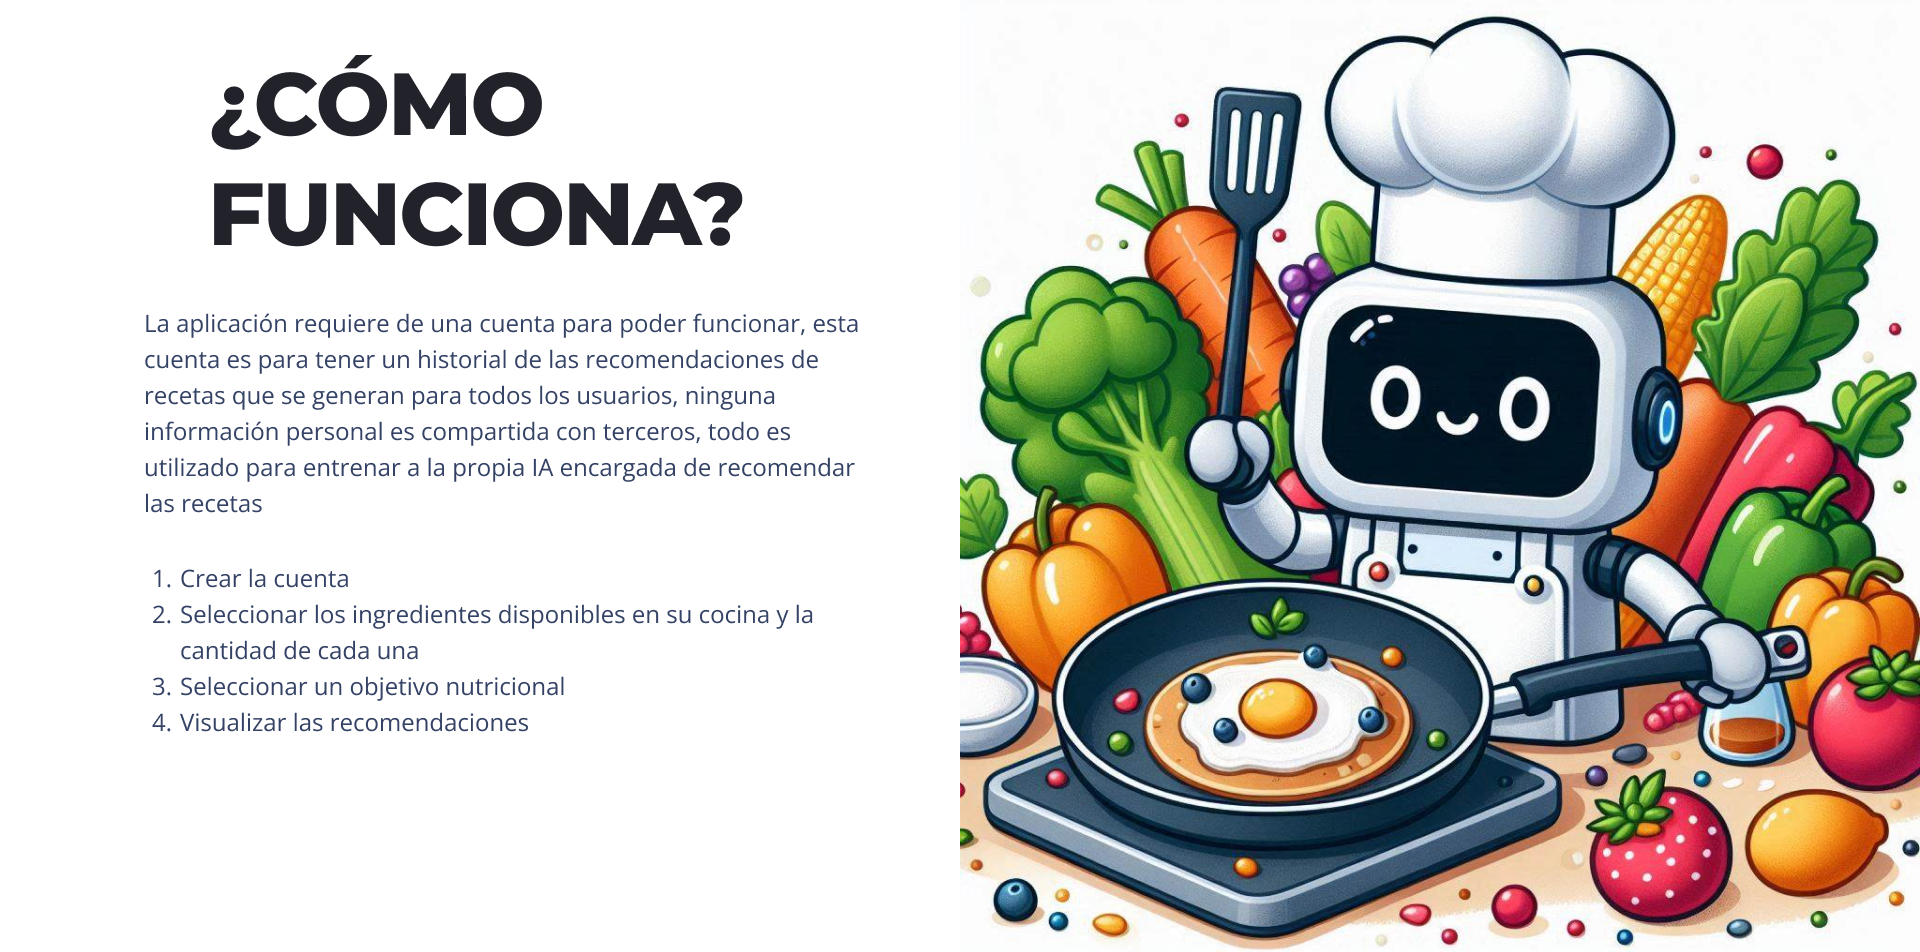 ¿CÓMO
FUNCIONA?
La aplicación requiere de una cuenta para poder funcionar, esta
cuenta es para tener un historial de las recomendaciones de
recetas que se generan para todos los usuarios, ninguna
información personal es compartida con terceros, todo es
utilizado para entrenar a la propia IA encargada de recomendar
las recetas
1. Crear la cuenta
2. Seleccionar los ingredientes disponibles en su cocina y la
cantidad de cada una
3. Seleccionar un objetivo nutricional
4. Visualizar las recomendaciones